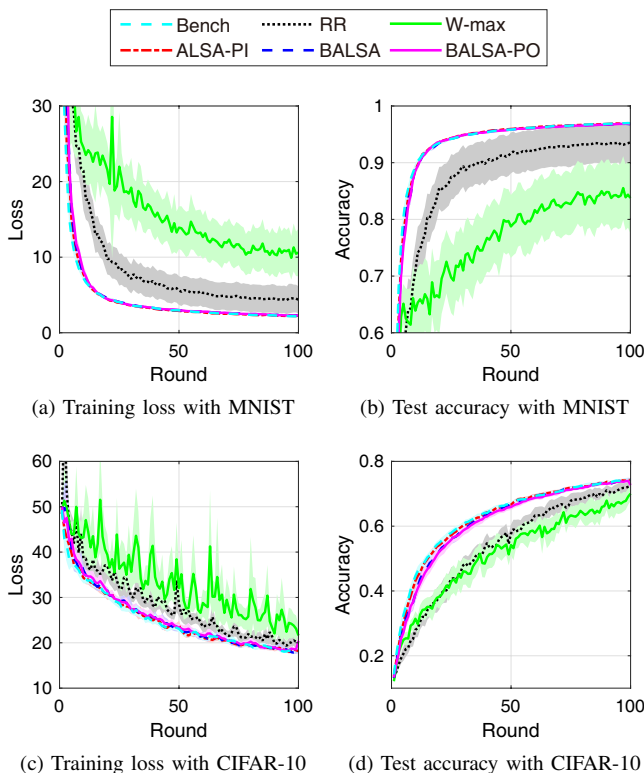 Bench RR W-max
ALSA-PI BALSA BALSA-PO
30
20
10
0
0 50 100
Loss
Round
(a) Training loss with MNIST
1
0.9
0.8
0.7
0.6
0 50 100
Accuracy
Round
(b) Test accuracy with MNIST
60
50
40
30
20
10
0 50 100
Loss
Round
(c) Training loss with CIFAR-10
0.8
0.6
0.4
0.2
0 50 100
Accuracy
Round
(d) Test accuracy with CIFAR-10